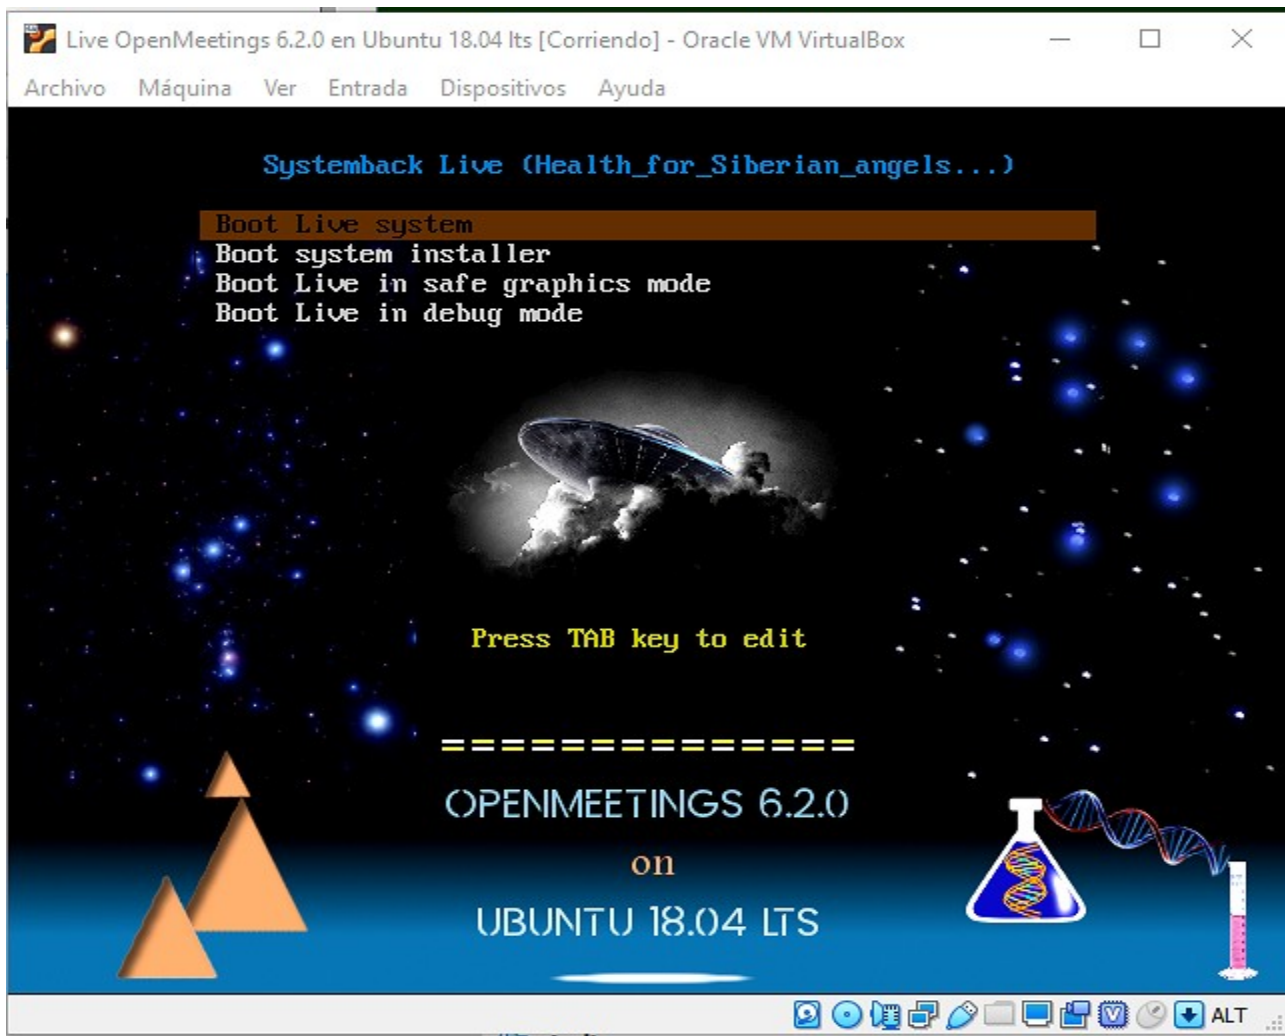 Live OpenMeetings 6.2.0 en Ubuntu 18.04 lts [Corriendo] - Oracle VM VirtualBox
Archivo Máquina Ver Entrada Dispositivos Ayuda
Systemback Live (Health_for_Siberian_angels...)
Boot Live system
Boot system installer
Boot Live in safe graphics mode
Boot Live in debug mode
Press TAB key to edit
==============
OPENMEETINGS 6.2.0
on
UBUNTU 18.04 LTS
ALT